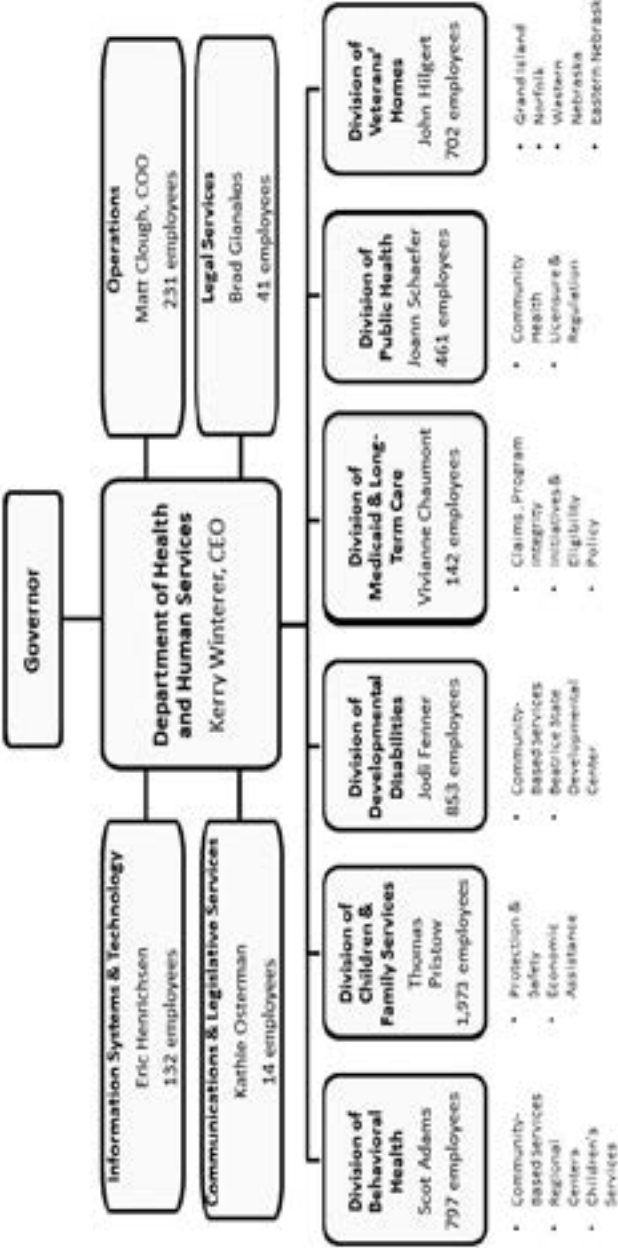 Governor
Department of Health
and Human Services
Kerry Winterer, CEO
Information Systems & Technology
Eric Henrichsen
132 employees
Communications & Legislative Services
Kathie Osterman
14 employees
Operations
Matt Clough, COO
231 employees
Legal Services
Brad Gianakos
41 employees
Division of
Behavioral
Health
Scot Adams
797 employees
• Community-
Based Services
• Regional
Centers
• Children's
Services
Division of
Children &
Family Services
Thomas
Pristow
1,973 employees
• Protection &
Safety
• Economic
Assistance
Division of
Developmental
Disabilities
Jodi Fenner
853 employees
• Community-
Based Services
• Beatrice State
Developmental
Center
Division of
Medicaid & Long-
Term Care
Vivianne Chaumont
142 employees
• Claims, Program
Integrity
• Initiatives &
Eligibility
• Policy
Division of
Public Health
Joann Schaefer
461 employees
• Community
Health
• Licensure &
Regulation
Division of
Veterans'
Homes
John Hilgert
702 employees
• Grand Island
• Norfolk
• Western
Nebraska
• Eastern Nebrask